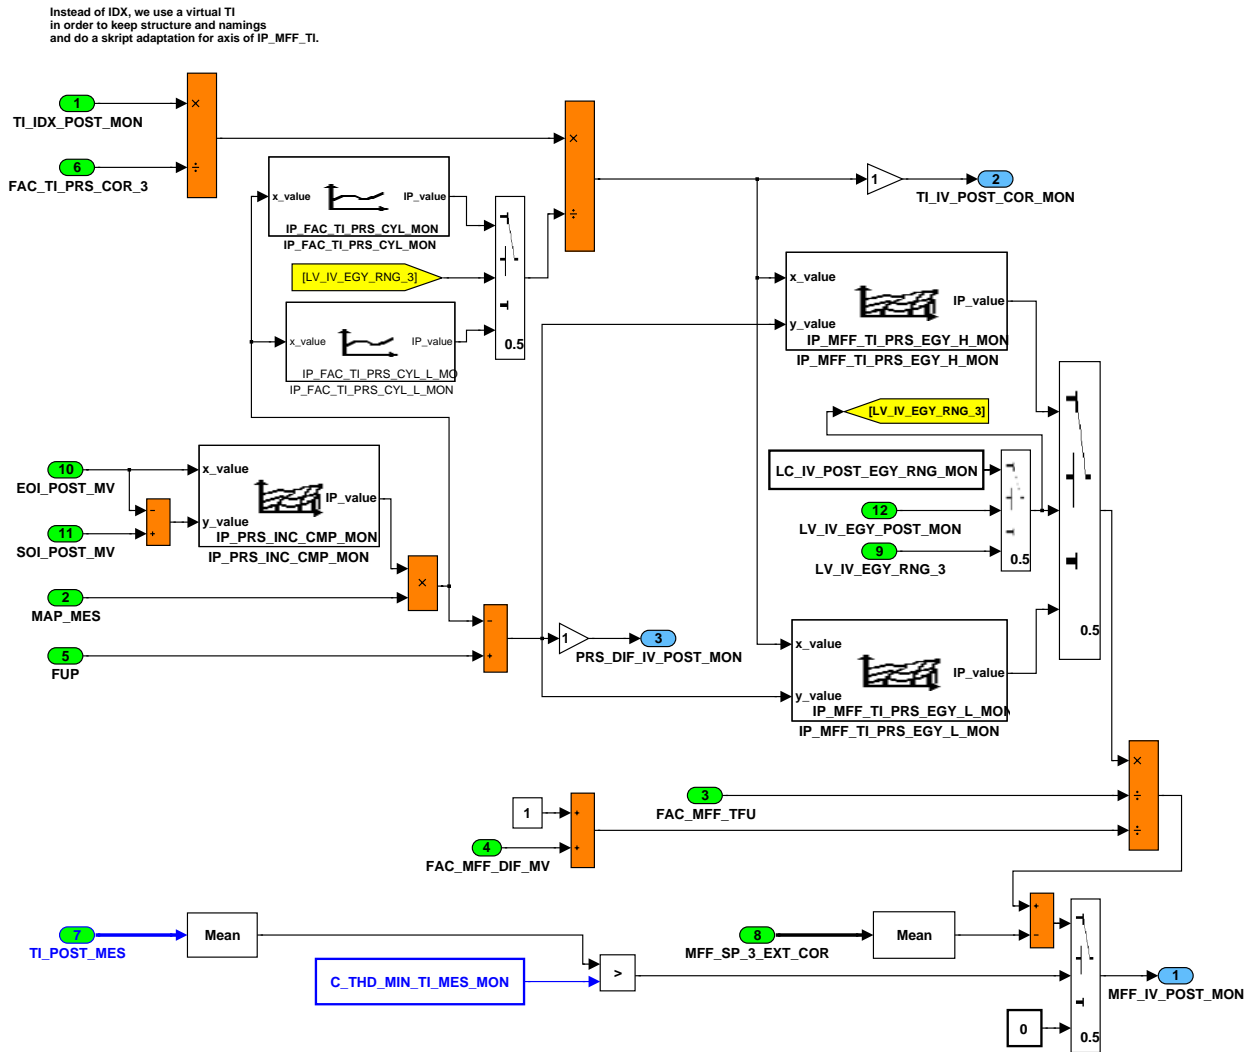 Instead of IDX, we use a virtual TI
in order to keep structure and namings
and do a skript adaptation for axis of IP_MFF_TI.
1
TI_IDX_POST_MON
×
÷
6
FAC_TI_PRS_COR_3
x_value
IP_value
IP_FAC_TI_PRS_CYL_MON
IP_FAC_TI_PRS_CYL_MON
[LV_IV_EGY_RNG_3]
x_value
IP_value
IP_FAC_TI_PRS_CYL_L_MO
IP_FAC_TI_PRS_CYL_L_MON
0.5
×
÷
1
2
TI_IV_POST_COR_MON
x_value
IP_value
y_value
IP_MFF_TI_PRS_EGY_H_MON
IP_MFF_TI_PRS_EGY_H_MON
[LV_IV_EGY_RNG_3]
LC_IV_POST_EGY_RNG_MON
12
LV_IV_EGY_POST_MON
9
LV_IV_EGY_RNG_3
0.5
0.5
10
EOI_POST_MV
11
SOI_POST_MV
-
+
x_value
IP_value
y_value
IP_PRS_INC_CMP_MON
IP_PRS_INC_CMP_MON
×
2
MAP_MES
5
FUP
-
+
1
3
PRS_DIF_IV_POST_MON
x_value
IP_value
y_value
IP_MFF_TI_PRS_EGY_L_MON
IP_MFF_TI_PRS_EGY_L_MON
×
÷
÷
3
FAC_MFF_TFU
1
+
+
4
FAC_MFF_DIF_MV
7
TI_POST_MES
Mean
C_THD_MIN_TI_MES_MON
>
8
MFF_SP_3_EXT_COR
Mean
+
-
0
0.5
1
MFF_IV_POST_MON